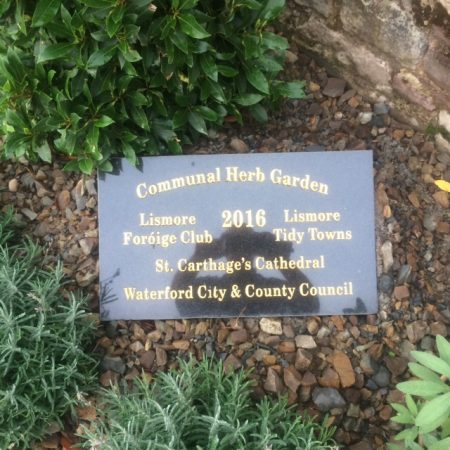 Communal Herb Garden
Lismore 2016 Lismore
Foróige Club Tidy Towns
St. Carthage's Cathedral
Waterford City & County Council